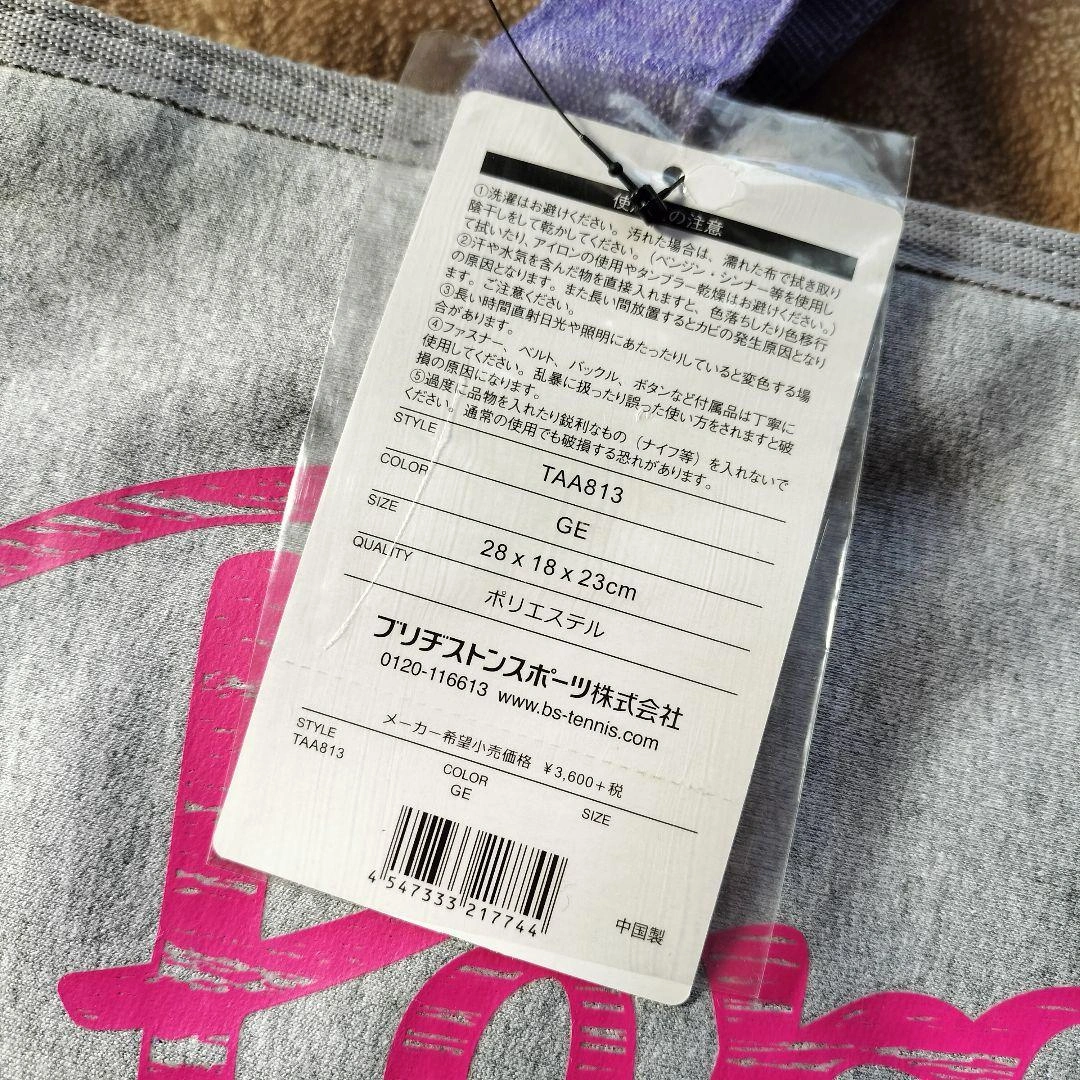 使の注意
①洗濯はお避けください。汚れた場合は、濡れた布で拭き取り
陰干しをして乾かしてください。(ベンジン・シンナー等を使用し
て拭いたり、アイロンの使用やタンブラー乾燥はお避けください。)
②汗や水気を含んだ物を直接入れますと、色落ちしたり色移行
の原因となります。また長い間放置するとカビの発生原因となり
ます。ご注意ください。
③長い時間直射日光や照明にあたったりしていると変色する場
合があります。
④ファスナー、ベルト、バックル、ボタンなど付属品は丁寧に
使用してください。乱暴に扱ったり誤った使い方をされますと破
損の原因になります。
⑤過度に品物を入れたり鋭利なもの(ナイフ等)を入れないで
ください。通常の使用でも破損する恐れがあります。
STYLE TAA813
COLOR GE
SIZE 28 x 18 x 23cm
QUALITY ポリエステル
ブリヂストンスポーツ株式会社
0120-116613 www.bs-tennis.com
メーカー希望小売価格 ￥3,600+税
STYLE COLOR SIZE
TAA813 GE
4 547333 217744
中国製